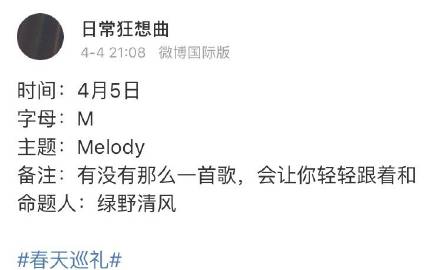 日常狂想曲
4-4 21:08 微博国际版
时间：4月5日
字母：M
主题：Melody
备注：有没有那么一首歌，会让你轻轻跟着和
命题人：绿野清风
#春天巡礼#